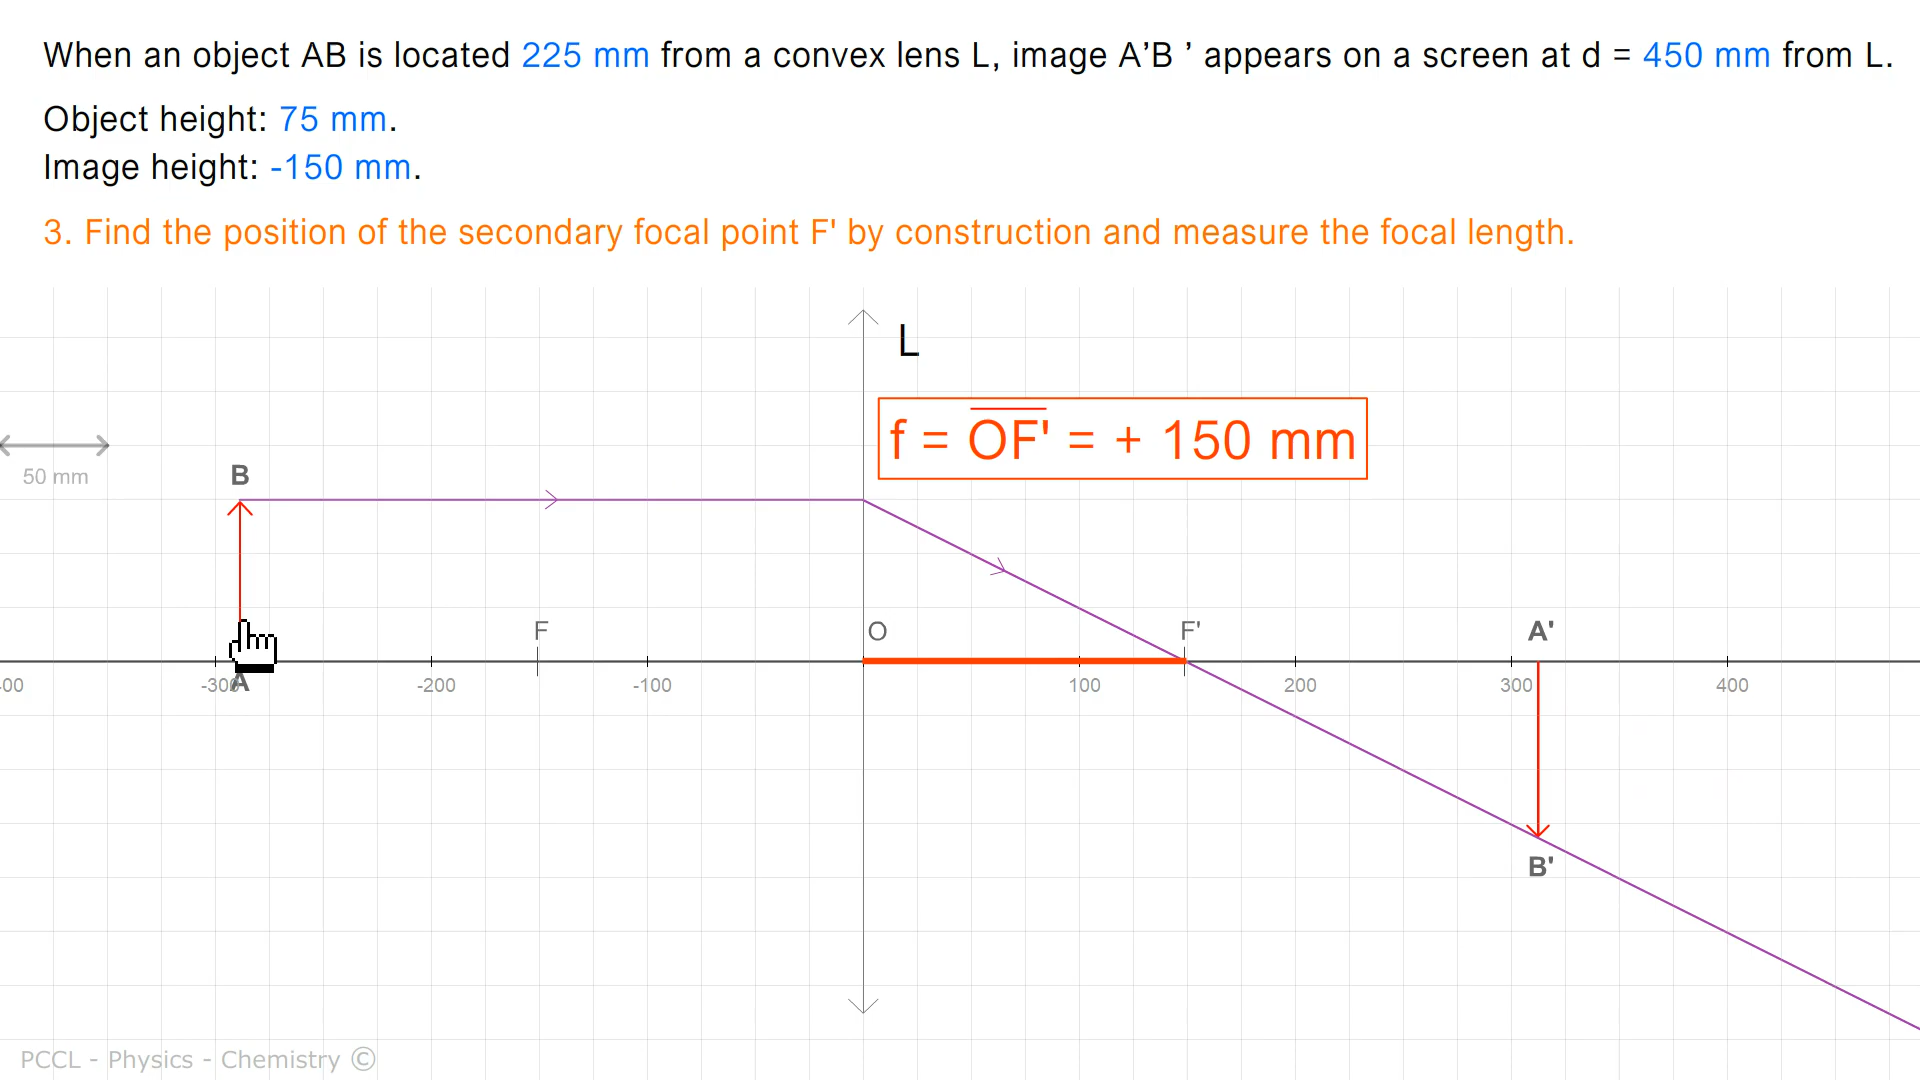 When an object AB is located 225 mm from a convex lens L, image A’B ’ appears on a screen at d = 450 mm from L.
Object height: 75 mm.
Image height: -150 mm.
3. Find the position of the secondary focal point F' by construction and measure the focal length.
L
f = OF' = + 150 mm
50 mm
B
F
O
F'
A'
00
-300
A
-200
-100
100
200
300
400
B'
PCCL - Physics - Chemistry ©